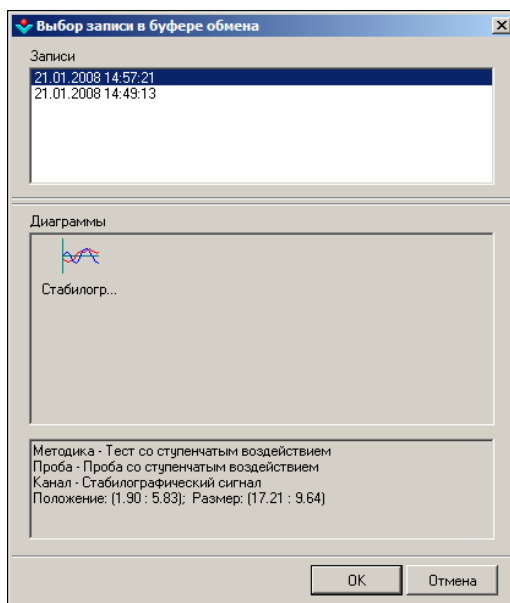 Выбор записи в буфере обмена
Записи
21.01.2008 14:57:21
21.01.2008 14:49:13
Диаграммы
Стабилогр...
Методика - Тест со ступенчатым воздействием
Проба - Проба со ступенчатым воздействием
Канал - Стабилографический сигнал
Положение: (1.90 : 5.83); Размер: (17.21 : 9.64)
OK Отмена